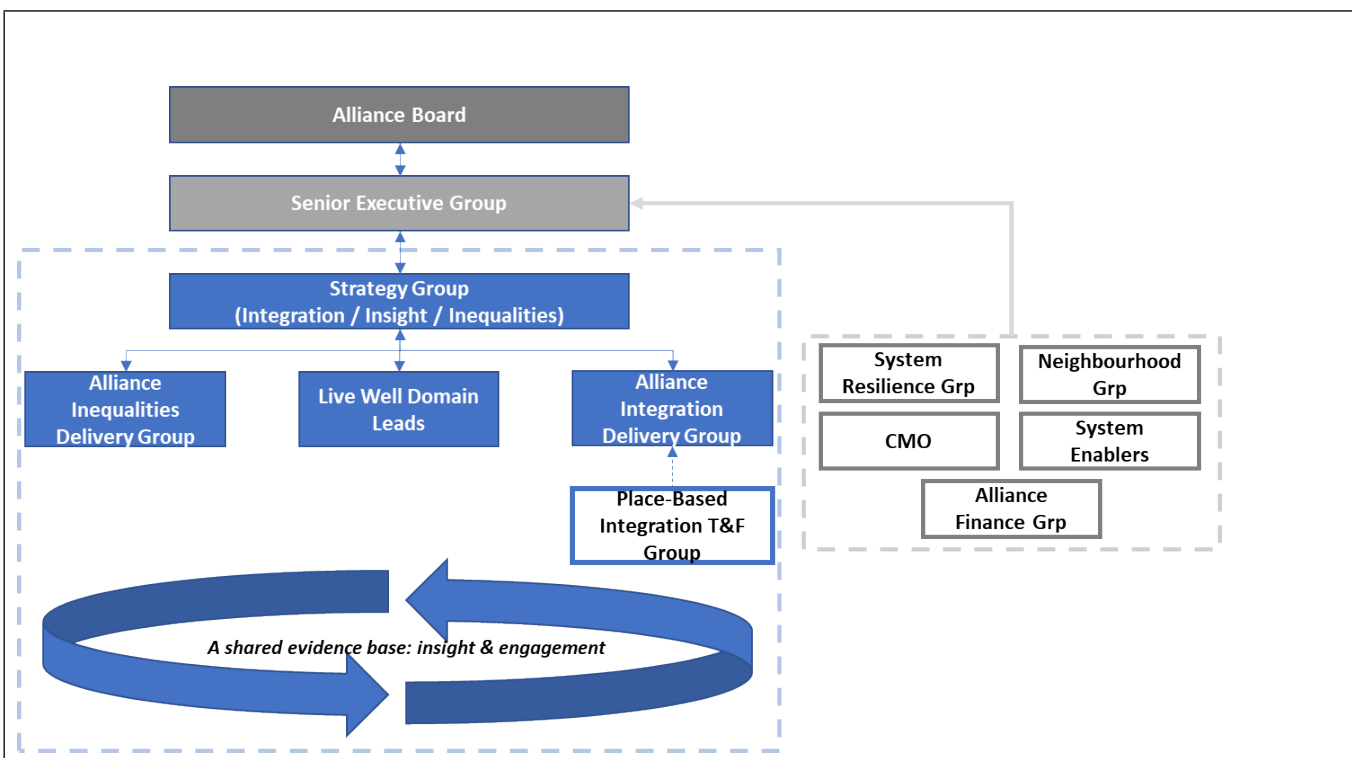 Alliance Board
Senior Executive Group
Strategy Group
(Integration / Insight / Inequalities)
Alliance
Inequalities
Delivery Group
Live Well Domain
Leads
Alliance
Integration
Delivery Group
Place-Based
Integration T&F
Group
System
Resilience Grp
Neighbourhood
Grp
CMO
System
Enablers
Alliance
Finance Grp
A shared evidence base: insight & engagement